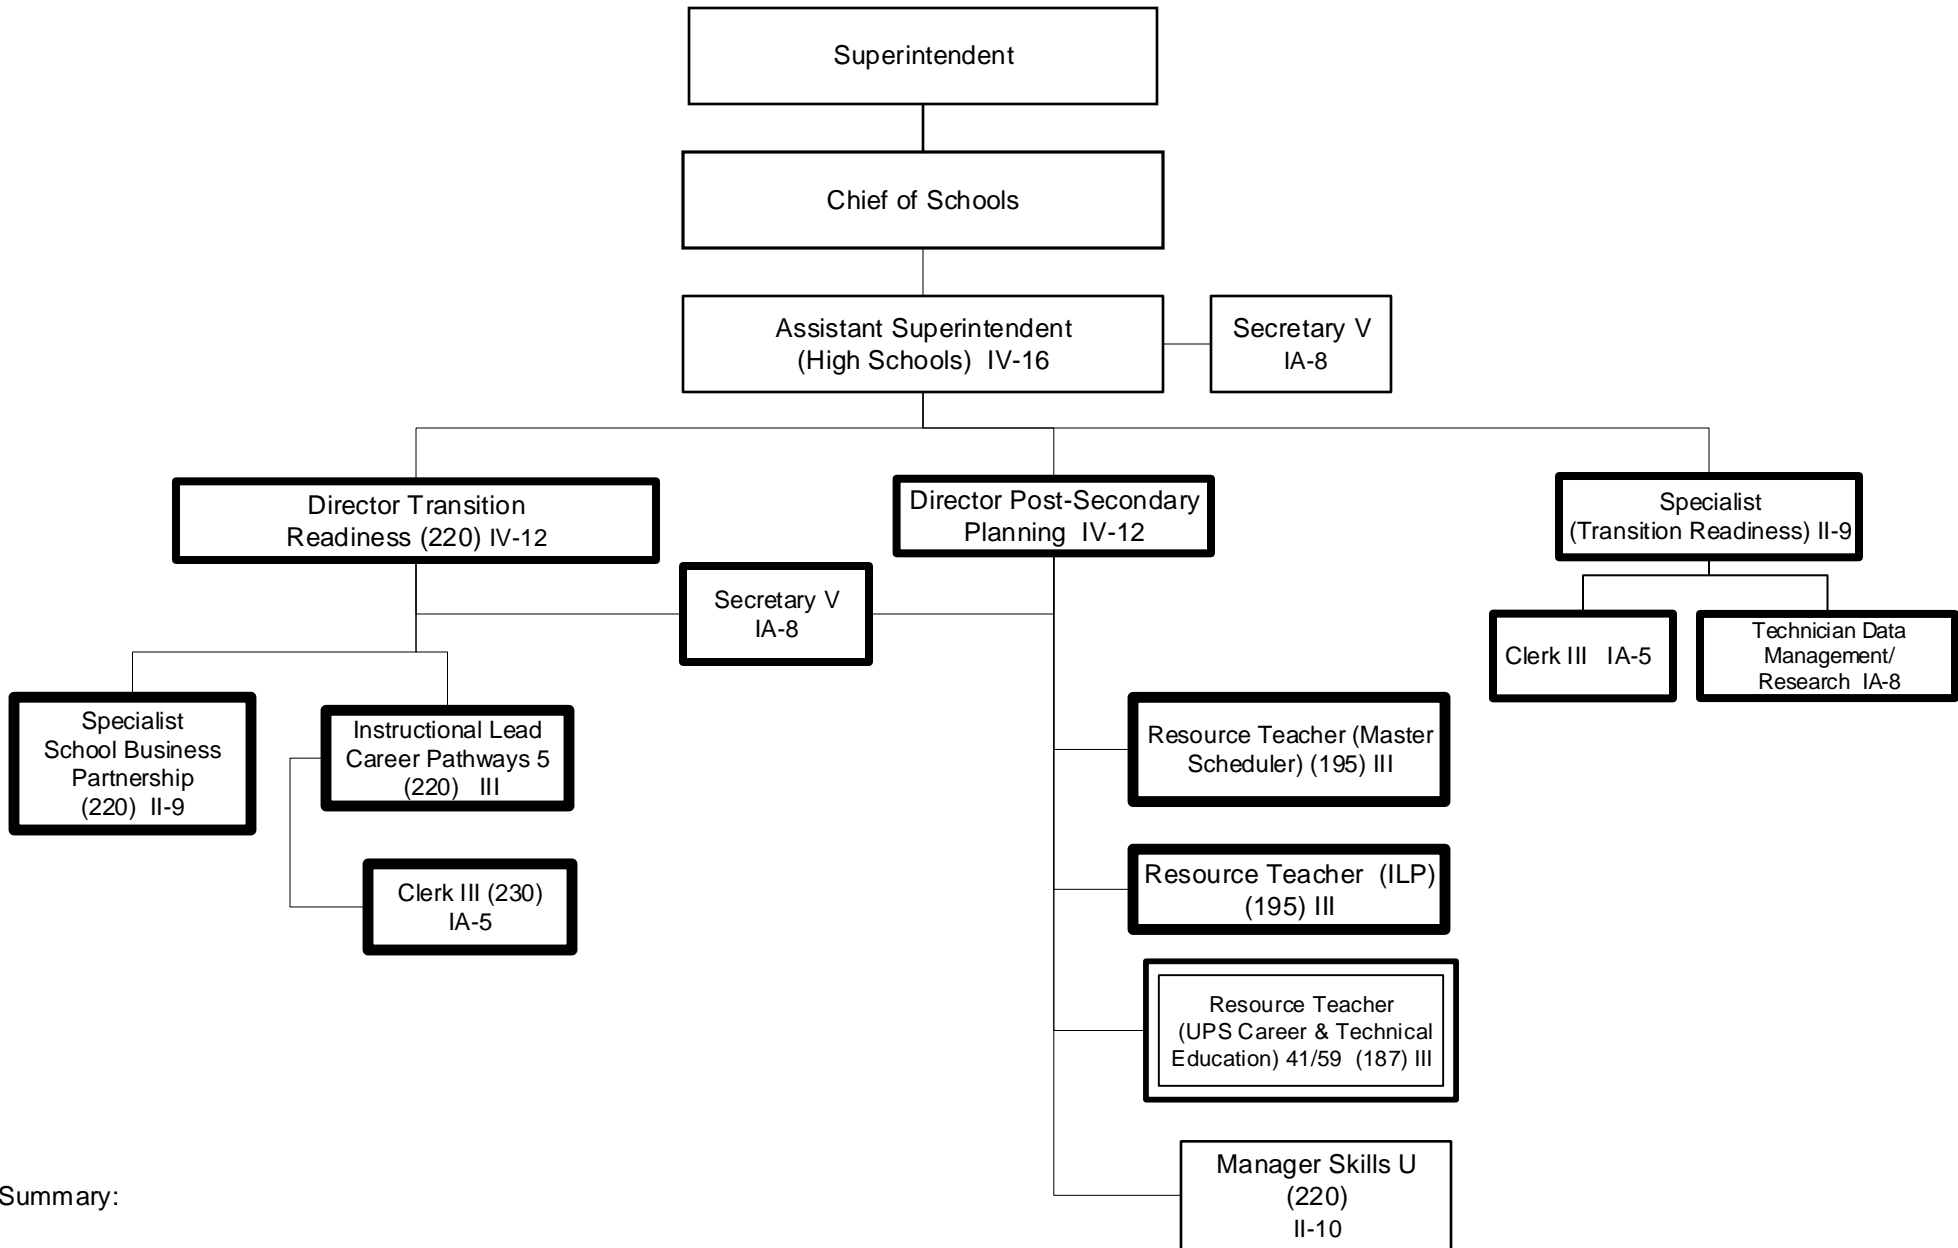 Superintendent
Chief of Schools
Assistant Superintendent
(High Schools) IV-16
Secretary V
IA-8
Director Transition
Readiness (220) IV-12
Director Post-Secondary
Planning IV-12
Specialist
(Transition Readiness) II-9
Secretary V
IA-8
Clerk III IA-5
Technician Data
Management/
Research IA-8
Specialist
School Business
Partnership
(220) II-9
Instructional Lead
Career Pathways 5
(220) III
Resource Teacher (Master
Scheduler) (195) III
Clerk III (230)
IA-5
Resource Teacher (ILP)
(195) III
Resource Teacher
(UPS Career & Technical
Education) 41/59 (187) III
Manager Skills U
(220)
II-10
Summary: